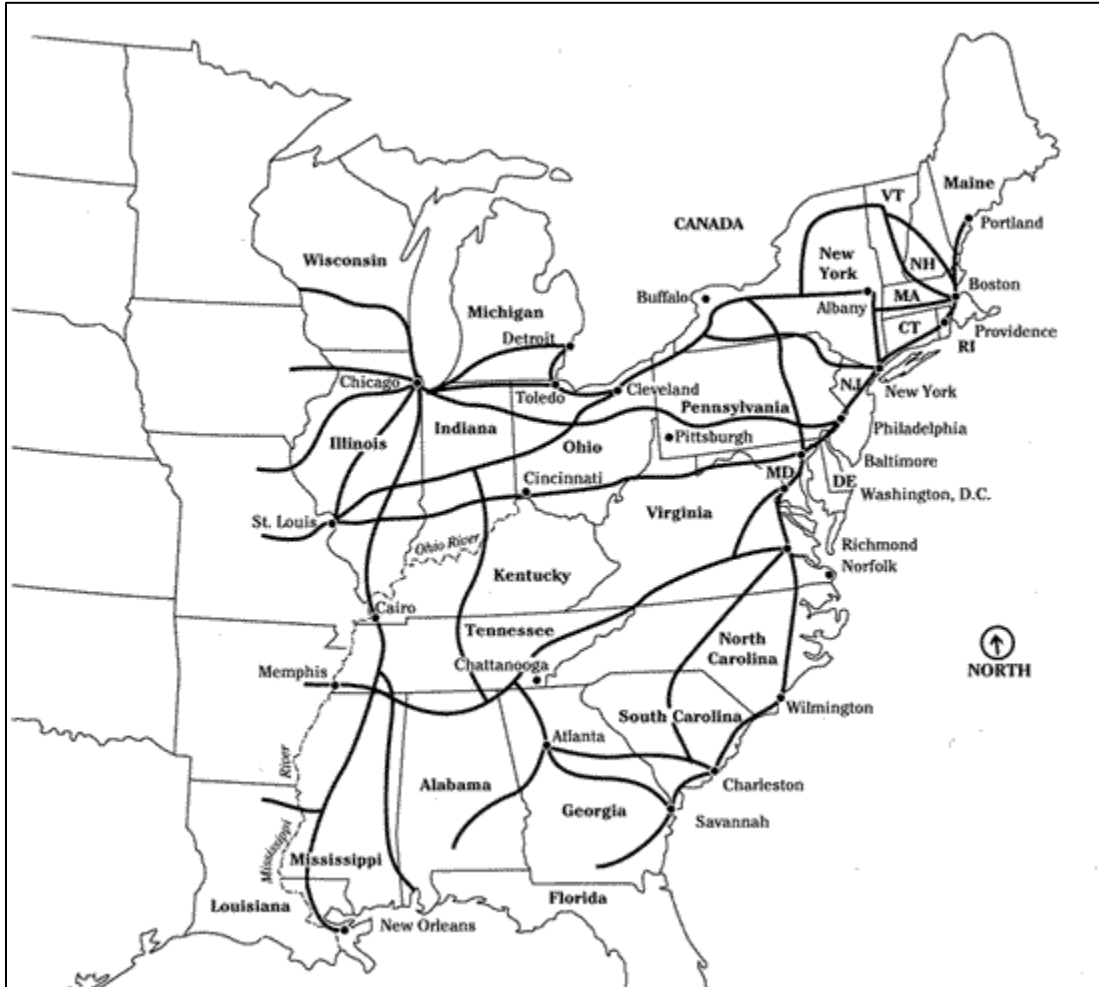 Maine
VT
Portland
CANADA
New
York
NH
Wisconsin
Buffalo
MA
Boston
Albany
Michigan
CT
Providence
RI
Detroit
Chicago
Toledo
Cleveland
NJ
New York
Pennsylvania
Philadelphia
Illinois
Indiana
Ohio
Pittsburgh
Baltimore
MD
DE
Cincinnati
Washington, D.C.
St. Louis
Virginia
Ohio River
Richmond
Norfolk
Kentucky
Cairo
Tennessee
North
Carolina
NORTH
Chattanooga
Memphis
Wilmington
South Carolina
Atlanta
River
Alabama
Charleston
Georgia
Savannah
Mississippi
Mississippi
Louisiana
Florida
New Orleans